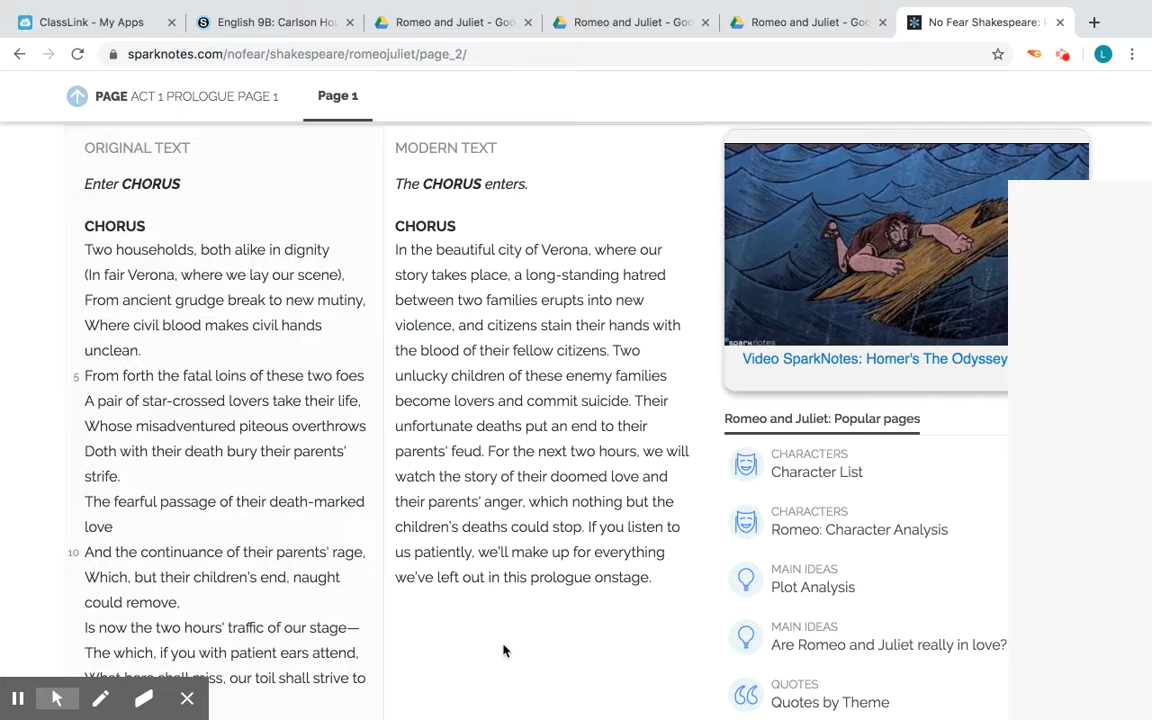 ClassLink - My Apps
English 9B: Carlson Ho
Romeo and Juliet - Goo
Romeo and Juliet - Goo
Romeo and Juliet - Goo
No Fear Shakespeare:
sparknotes.com/nofear/shakespeare/romeojuliet/page_2/
L
PAGE ACT 1 PROLOGUE PAGE 1
Page 1
ORIGINAL TEXT
Enter CHORUS
CHORUS
Two households, both alike in dignity
(In fair Verona, where we lay our scene),
From ancient grudge break to new mutiny,
Where civil blood makes civil hands
unclean.
5 From forth the fatal loins of these two foes
A pair of star-crossed lovers take their life,
Whose misadventured piteous overthrows
Doth with their death bury their parents'
strife.
The fearful passage of their death-marked
love
10 And the continuance of their parents' rage,
Which, but their children's end, naught
could remove,
Is now the two hours' traffic of our stage—
The which, if you with patient ears attend,
What here shall miss, our toil shall strive to
MODERN TEXT
The CHORUS enters.
CHORUS
In the beautiful city of Verona, where our
story takes place, a long-standing hatred
between two families erupts into new
violence, and citizens stain their hands with
the blood of their fellow citizens. Two
unlucky children of these enemy families
become lovers and commit suicide. Their
unfortunate deaths put an end to their
parents' feud. For the next two hours, we will
watch the story of their doomed love and
their parents' anger, which nothing but the
children's deaths could stop. If you listen to
us patiently, we'll make up for everything
we've left out in this prologue onstage.
sparknotes
Video SparkNotes: Homer's The Odyssey
Romeo and Juliet: Popular pages
CHARACTERS
Character List
CHARACTERS
Romeo: Character Analysis
MAIN IDEAS
Plot Analysis
MAIN IDEAS
Are Romeo and Juliet really in love?
QUOTES
Quotes by Theme